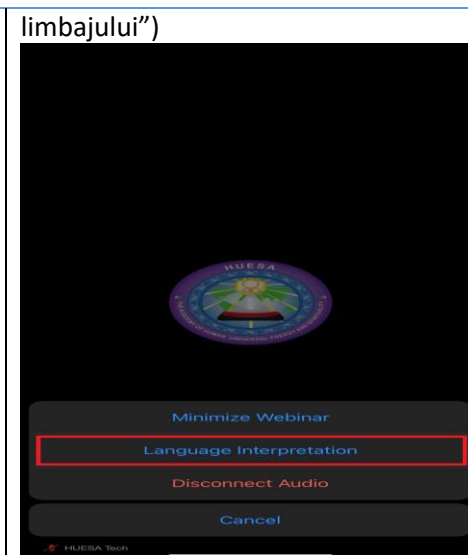 limbajului”)
HUESA
Minimize Webinar
Language Interpretation
Disconnect Audio
Cancel
HUESA Tech